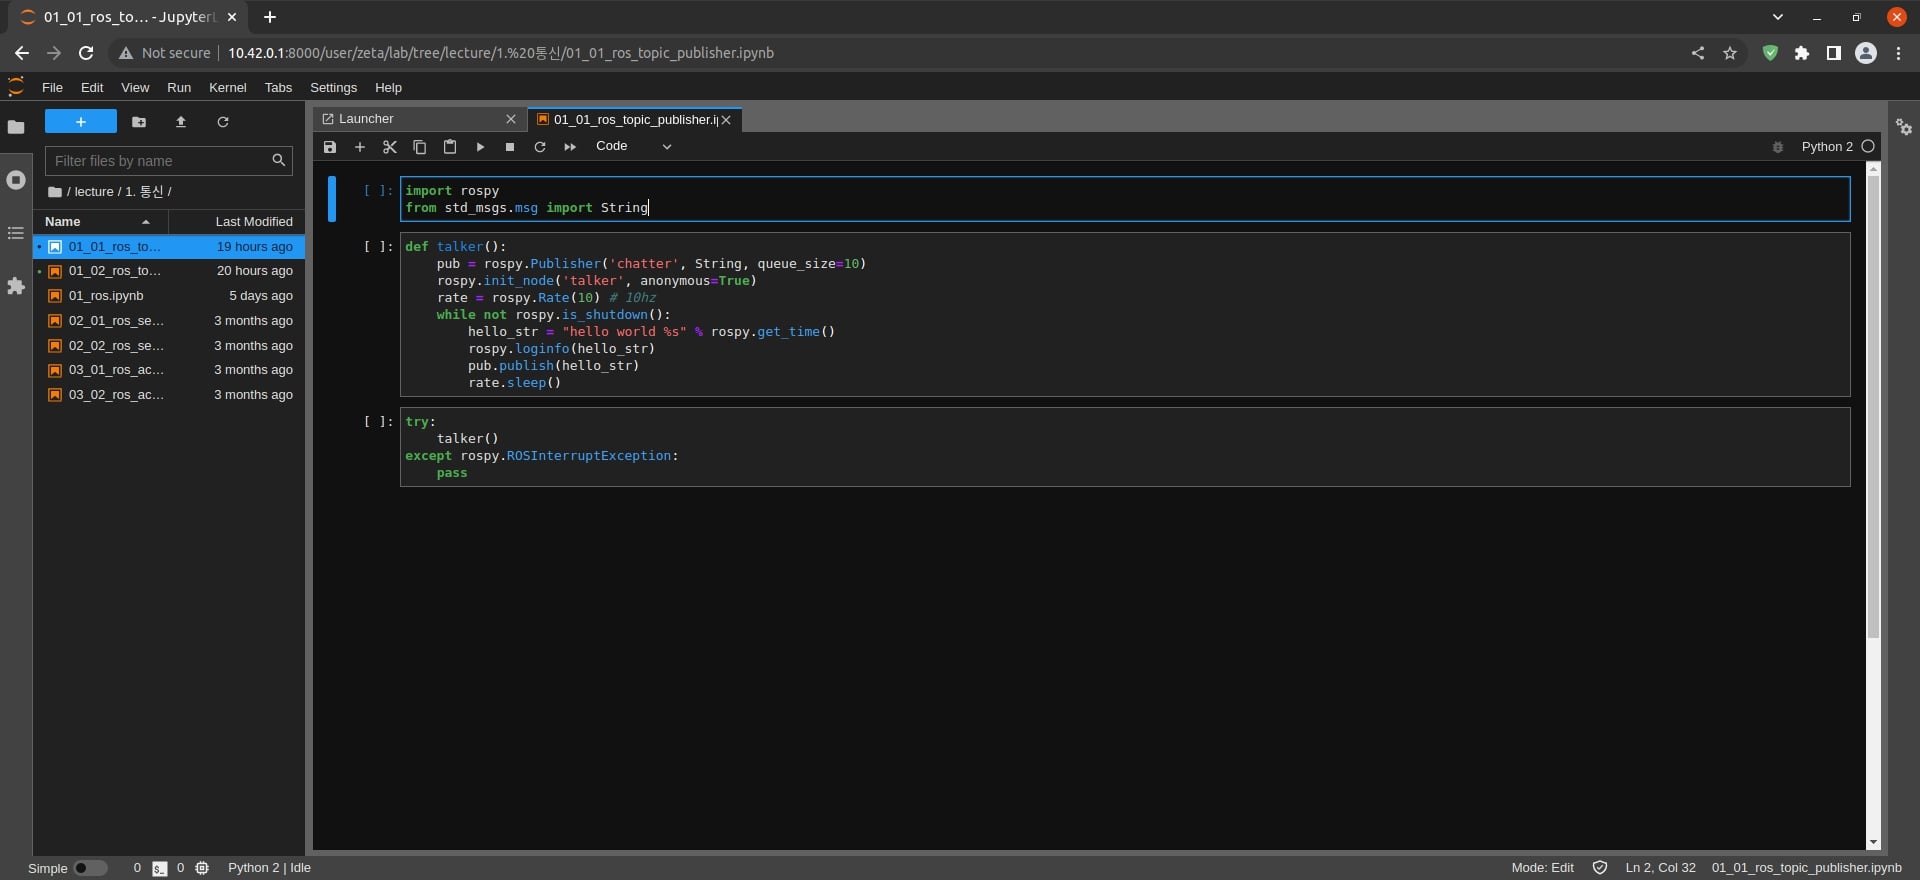 01_01_ros_to… - JupyterL
Not secure 10.42.0.1:8000/user/zeta/lab/tree/lecture/1.%20통신/01_01_ros_topic_publisher.ipynb
File Edit View Run Kernel Tabs Settings Help
Launcher
01_01_ros_topic_publisher.i
Filter files by name
Code
Python 2
/ lecture / 1. 통신 /
Name Last Modified
01_01_ros_to… 19 hours ago
01_02_ros_to… 20 hours ago
01_ros.ipynb 5 days ago
02_01_ros_se… 3 months ago
02_02_ros_se… 3 months ago
03_01_ros_ac… 3 months ago
03_02_ros_ac… 3 months ago
[ ]: import rospy
from std_msgs.msg import String
[ ]: def talker():
pub = rospy.Publisher('chatter', String, queue_size=10)
rospy.init_node('talker', anonymous=True)
rate = rospy.Rate(10) # 10hz
while not rospy.is_shutdown():
hello_str = "hello world %s" % rospy.get_time()
rospy.loginfo(hello_str)
pub.publish(hello_str)
rate.sleep()
[ ]: try:
talker()
except rospy.ROSInterruptException:
pass
Simple 0 $_ 0 Python 2 | Idle
Mode: Edit Ln 2, Col 32 01_01_ros_topic_publisher.ipynb